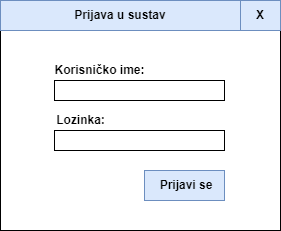 Prijava u sustav X
Korisničko ime:
Lozinka:
Prijavi se